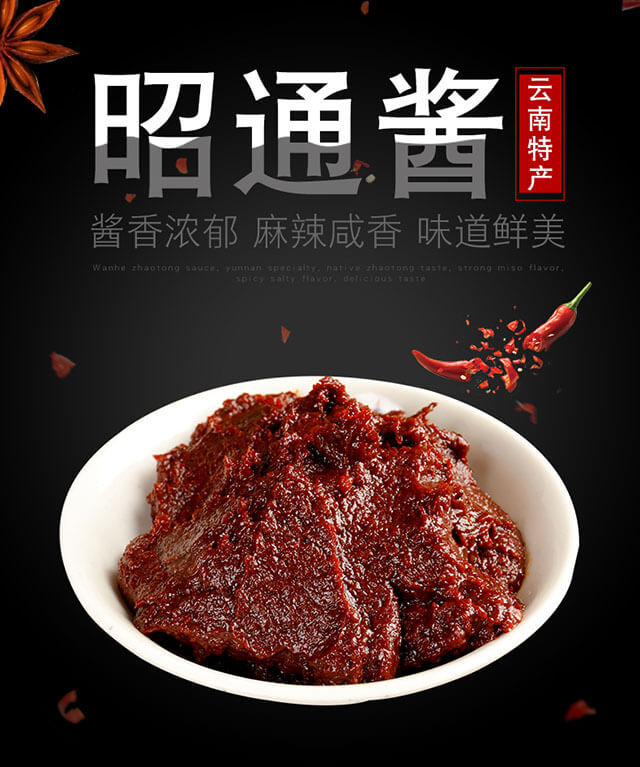 昭通酱
云南特产
酱香浓郁 麻辣咸香 味道鲜美
Wanhe zhaotong sauce, yunnan specialty, native zhaotong taste, strong miso flavor,
spicy salty flavor, delicious taste